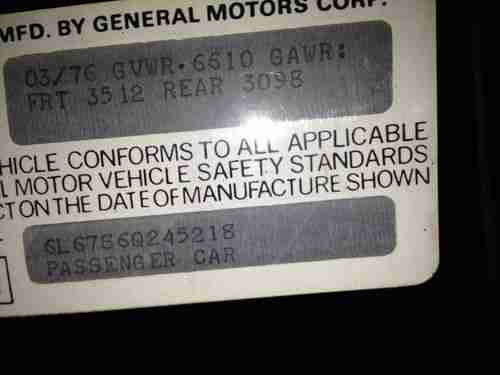 MFD. BY GENERAL MOTORS CORP.
03/76 GVWR·6610 GAWR:
FRT 3512 REAR 3098
HICLE CONFORMS TO ALL APPLICABLE
L MOTOR VEHICLE SAFETY STANDARDS
CT ON THE DATE OF MANUFACTURE SHOWN
6L67S6Q245218
PASSENGER CAR